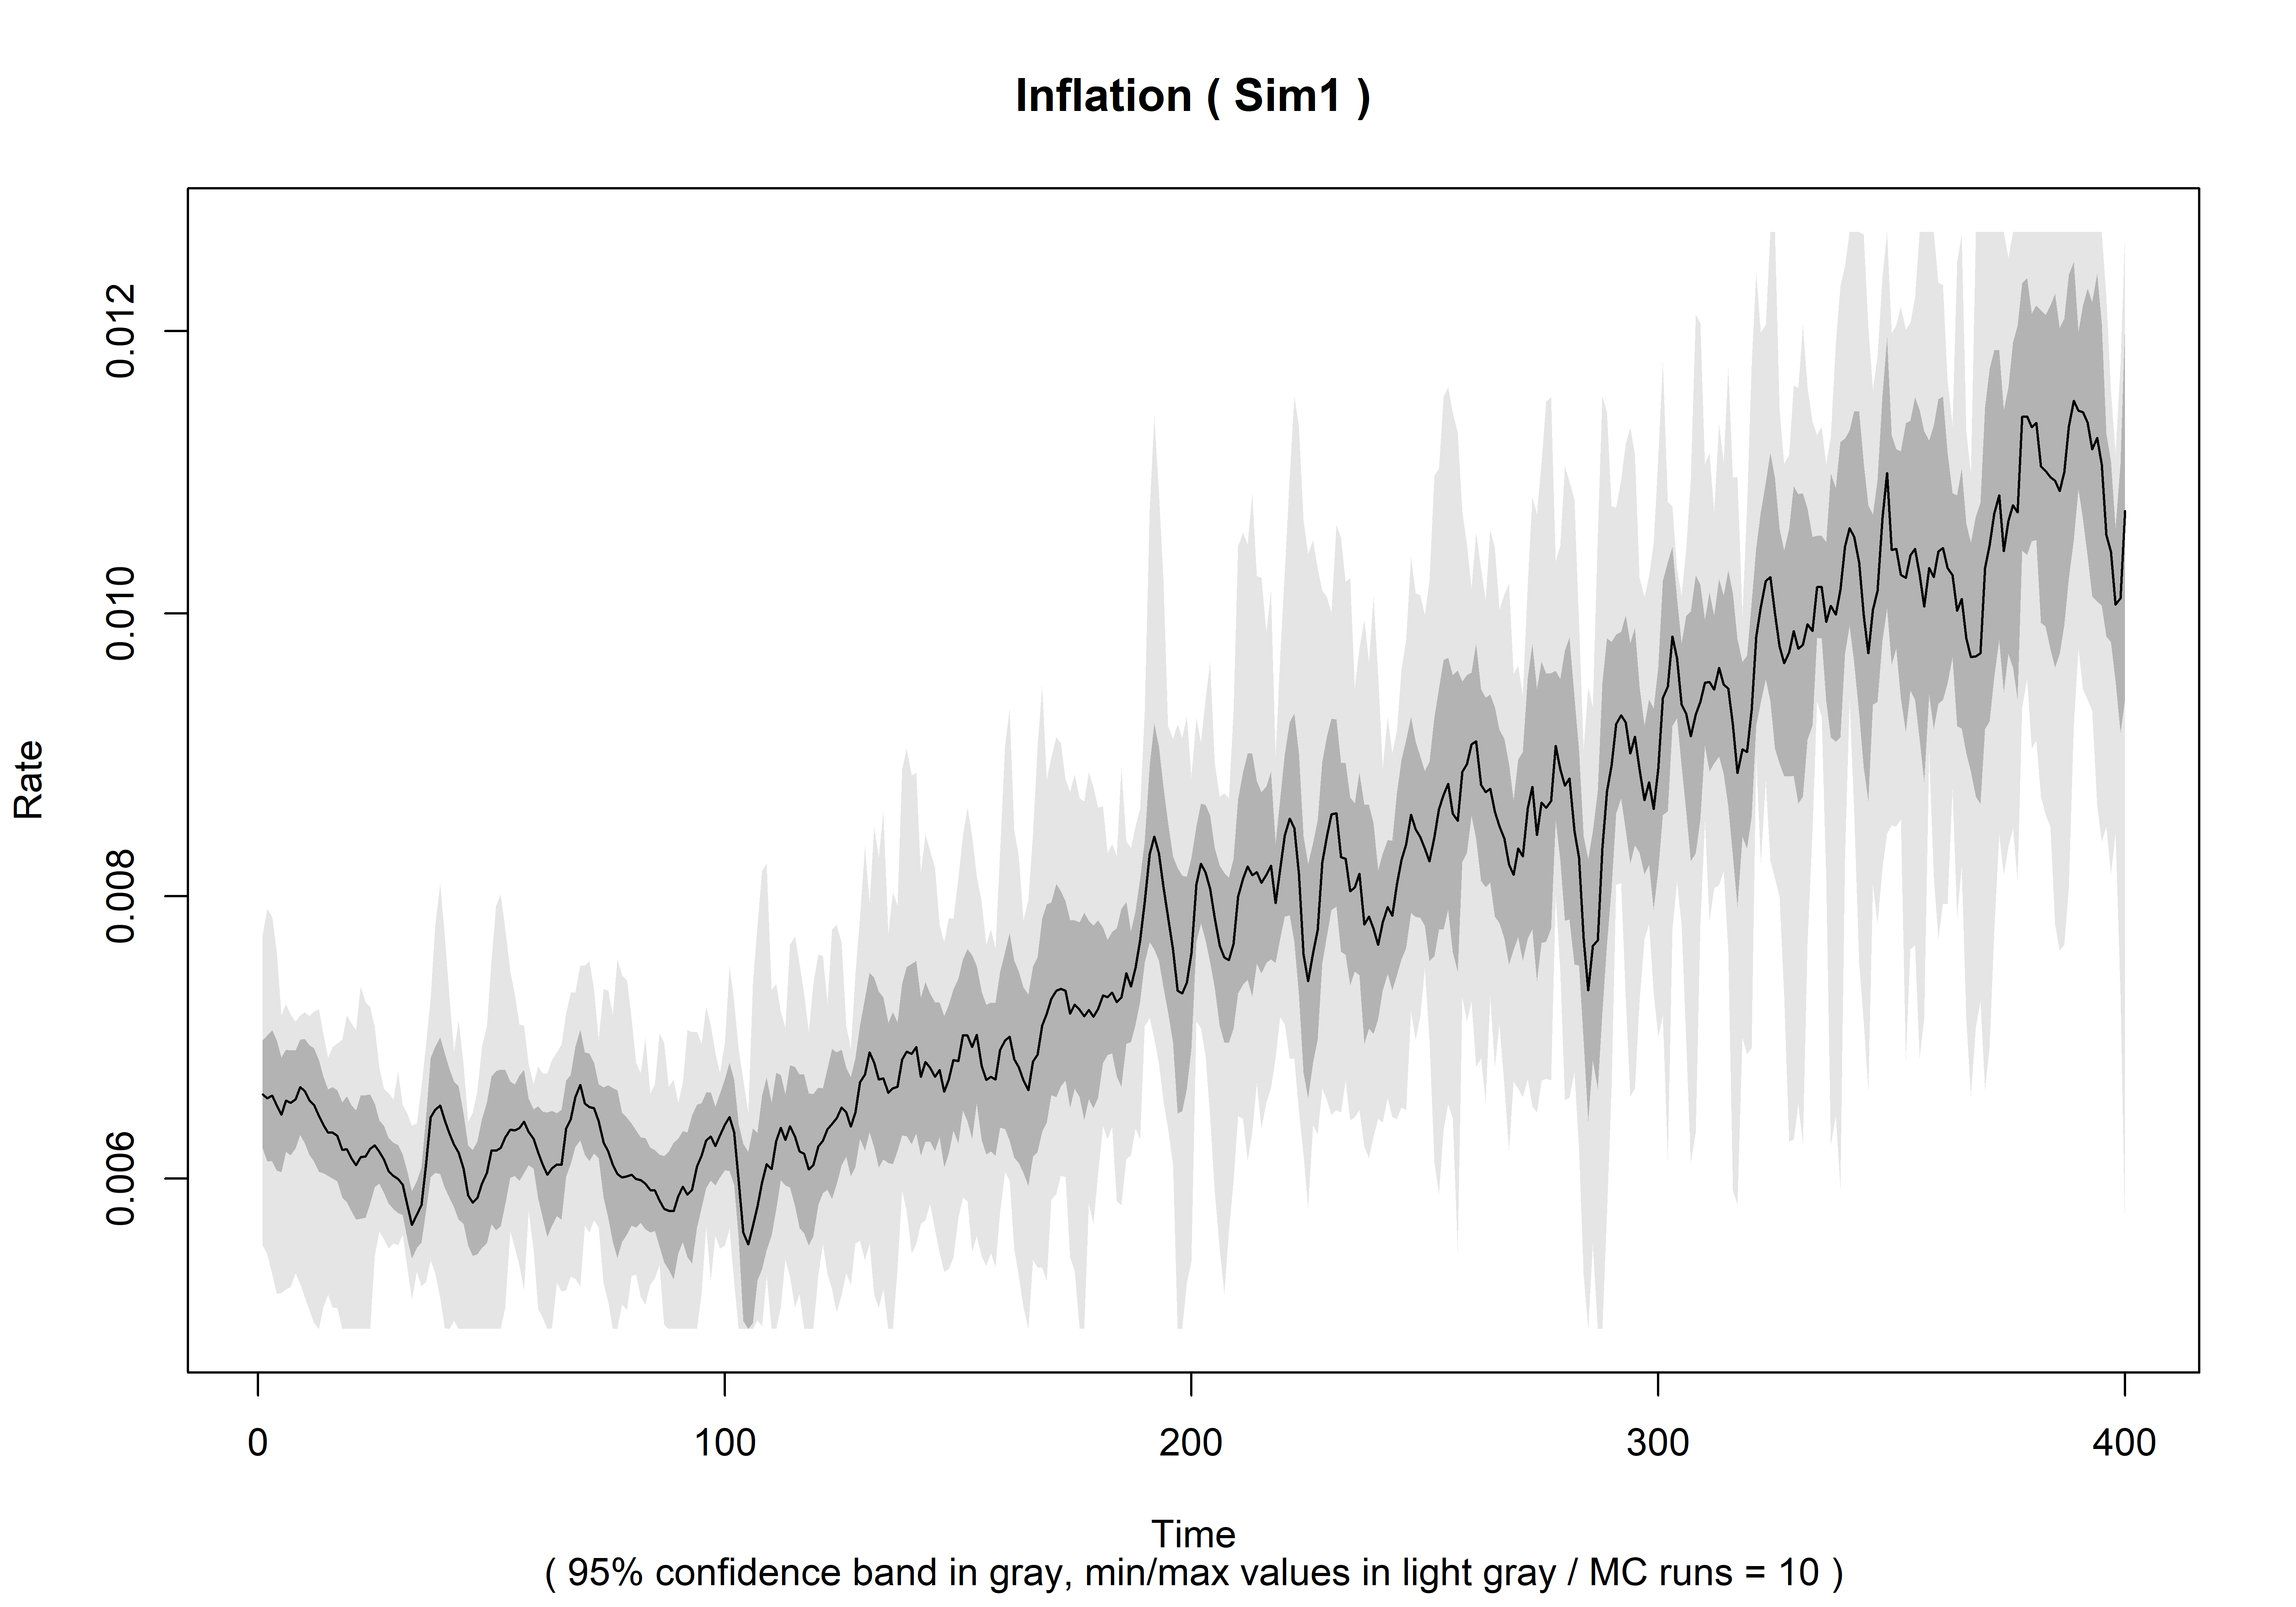 Inflation ( Sim1 )
Rate
0.012
0.010
0.008
0.006
0 100 200 300 400
Time
( 95% confidence band in gray, min/max values in light gray / MC runs = 10 )